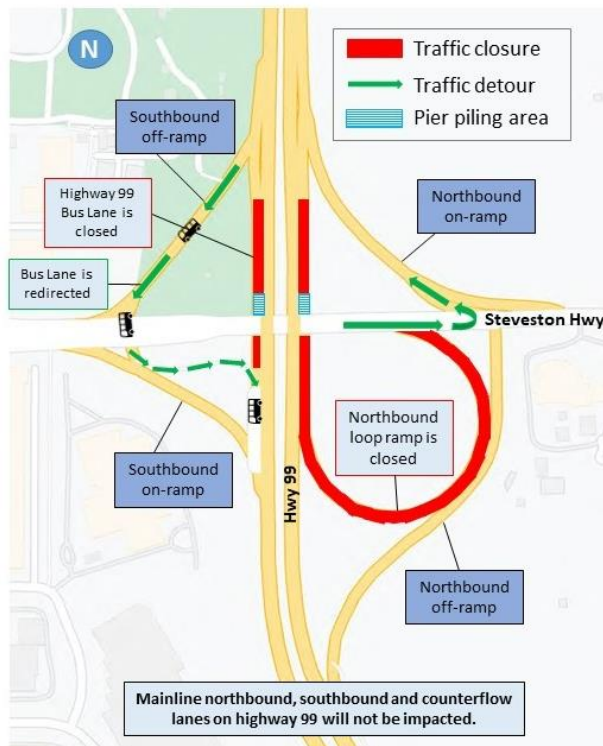 N
Traffic closure
Traffic detour
Pier piling area
Southbound
off-ramp
Highway 99
Bus Lane is
closed
Northbound
on-ramp
Bus Lane is
redirected
Steveston Hwy
Northbound
loop ramp is
closed
Southbound
on-ramp
Hwy 99
Northbound
off-ramp
Mainline northbound, southbound and counterflow
lanes on highway 99 will not be impacted.